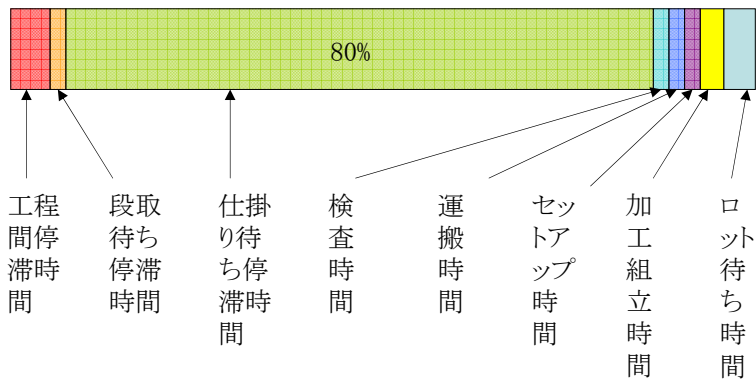 80%
工程間停滞時間
段取待ち停滞時間
仕掛り待ち停滞時間
検査時間
運搬時間
セットアップ時間
加工組立時間
ロット待ち時間